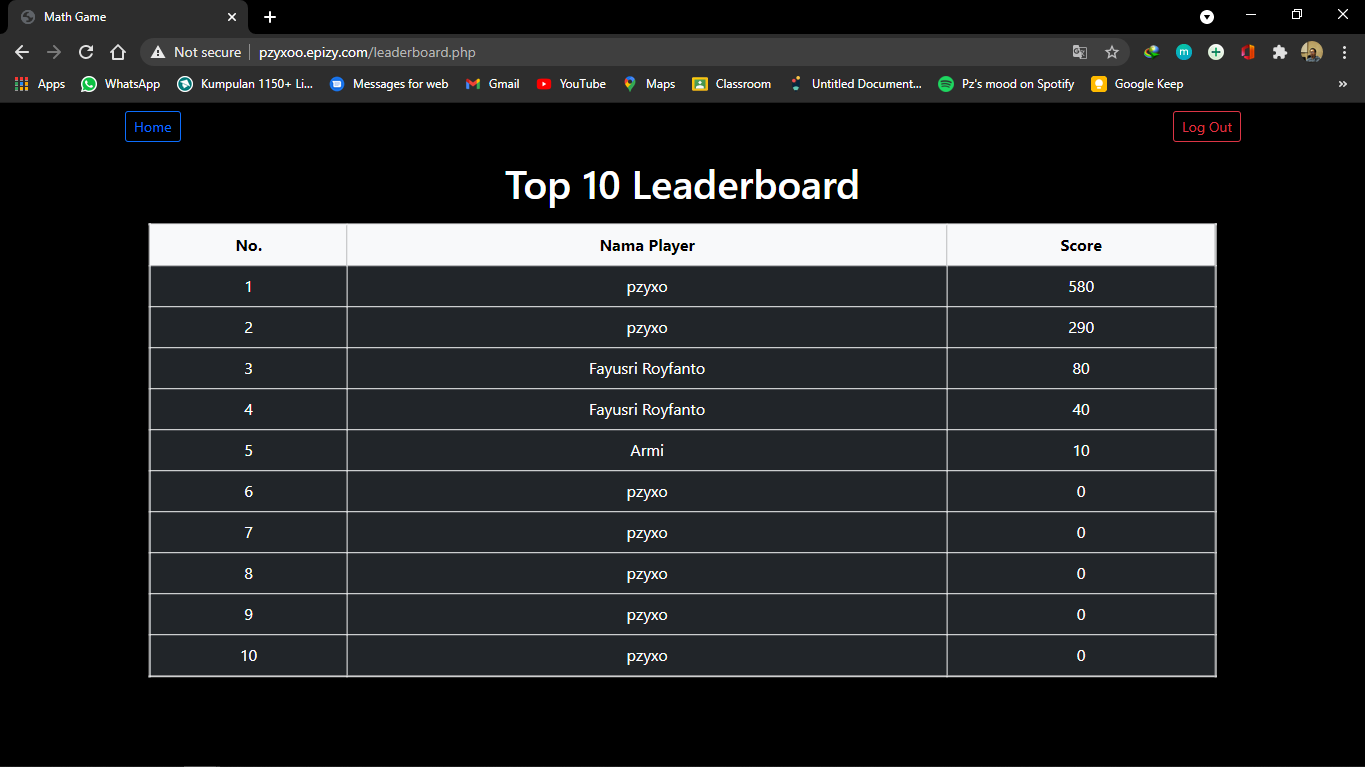 Math Game
Not secure pzyxoo.epizy.com/leaderboard.php
Apps WhatsApp Kumpulan 1150+ Li... Messages for web Gmail YouTube Maps Classroom Untitled Document... Pz's mood on Spotify Google Keep »
Home Log Out
Top 10 Leaderboard
No. Nama Player Score
1 pzyxo 580
2 pzyxo 290
3 Fayusri Royfanto 80
4 Fayusri Royfanto 40
5 Armi 10
6 pzyxo 0
7 pzyxo 0
8 pzyxo 0
9 pzyxo 0
10 pzyxo 0